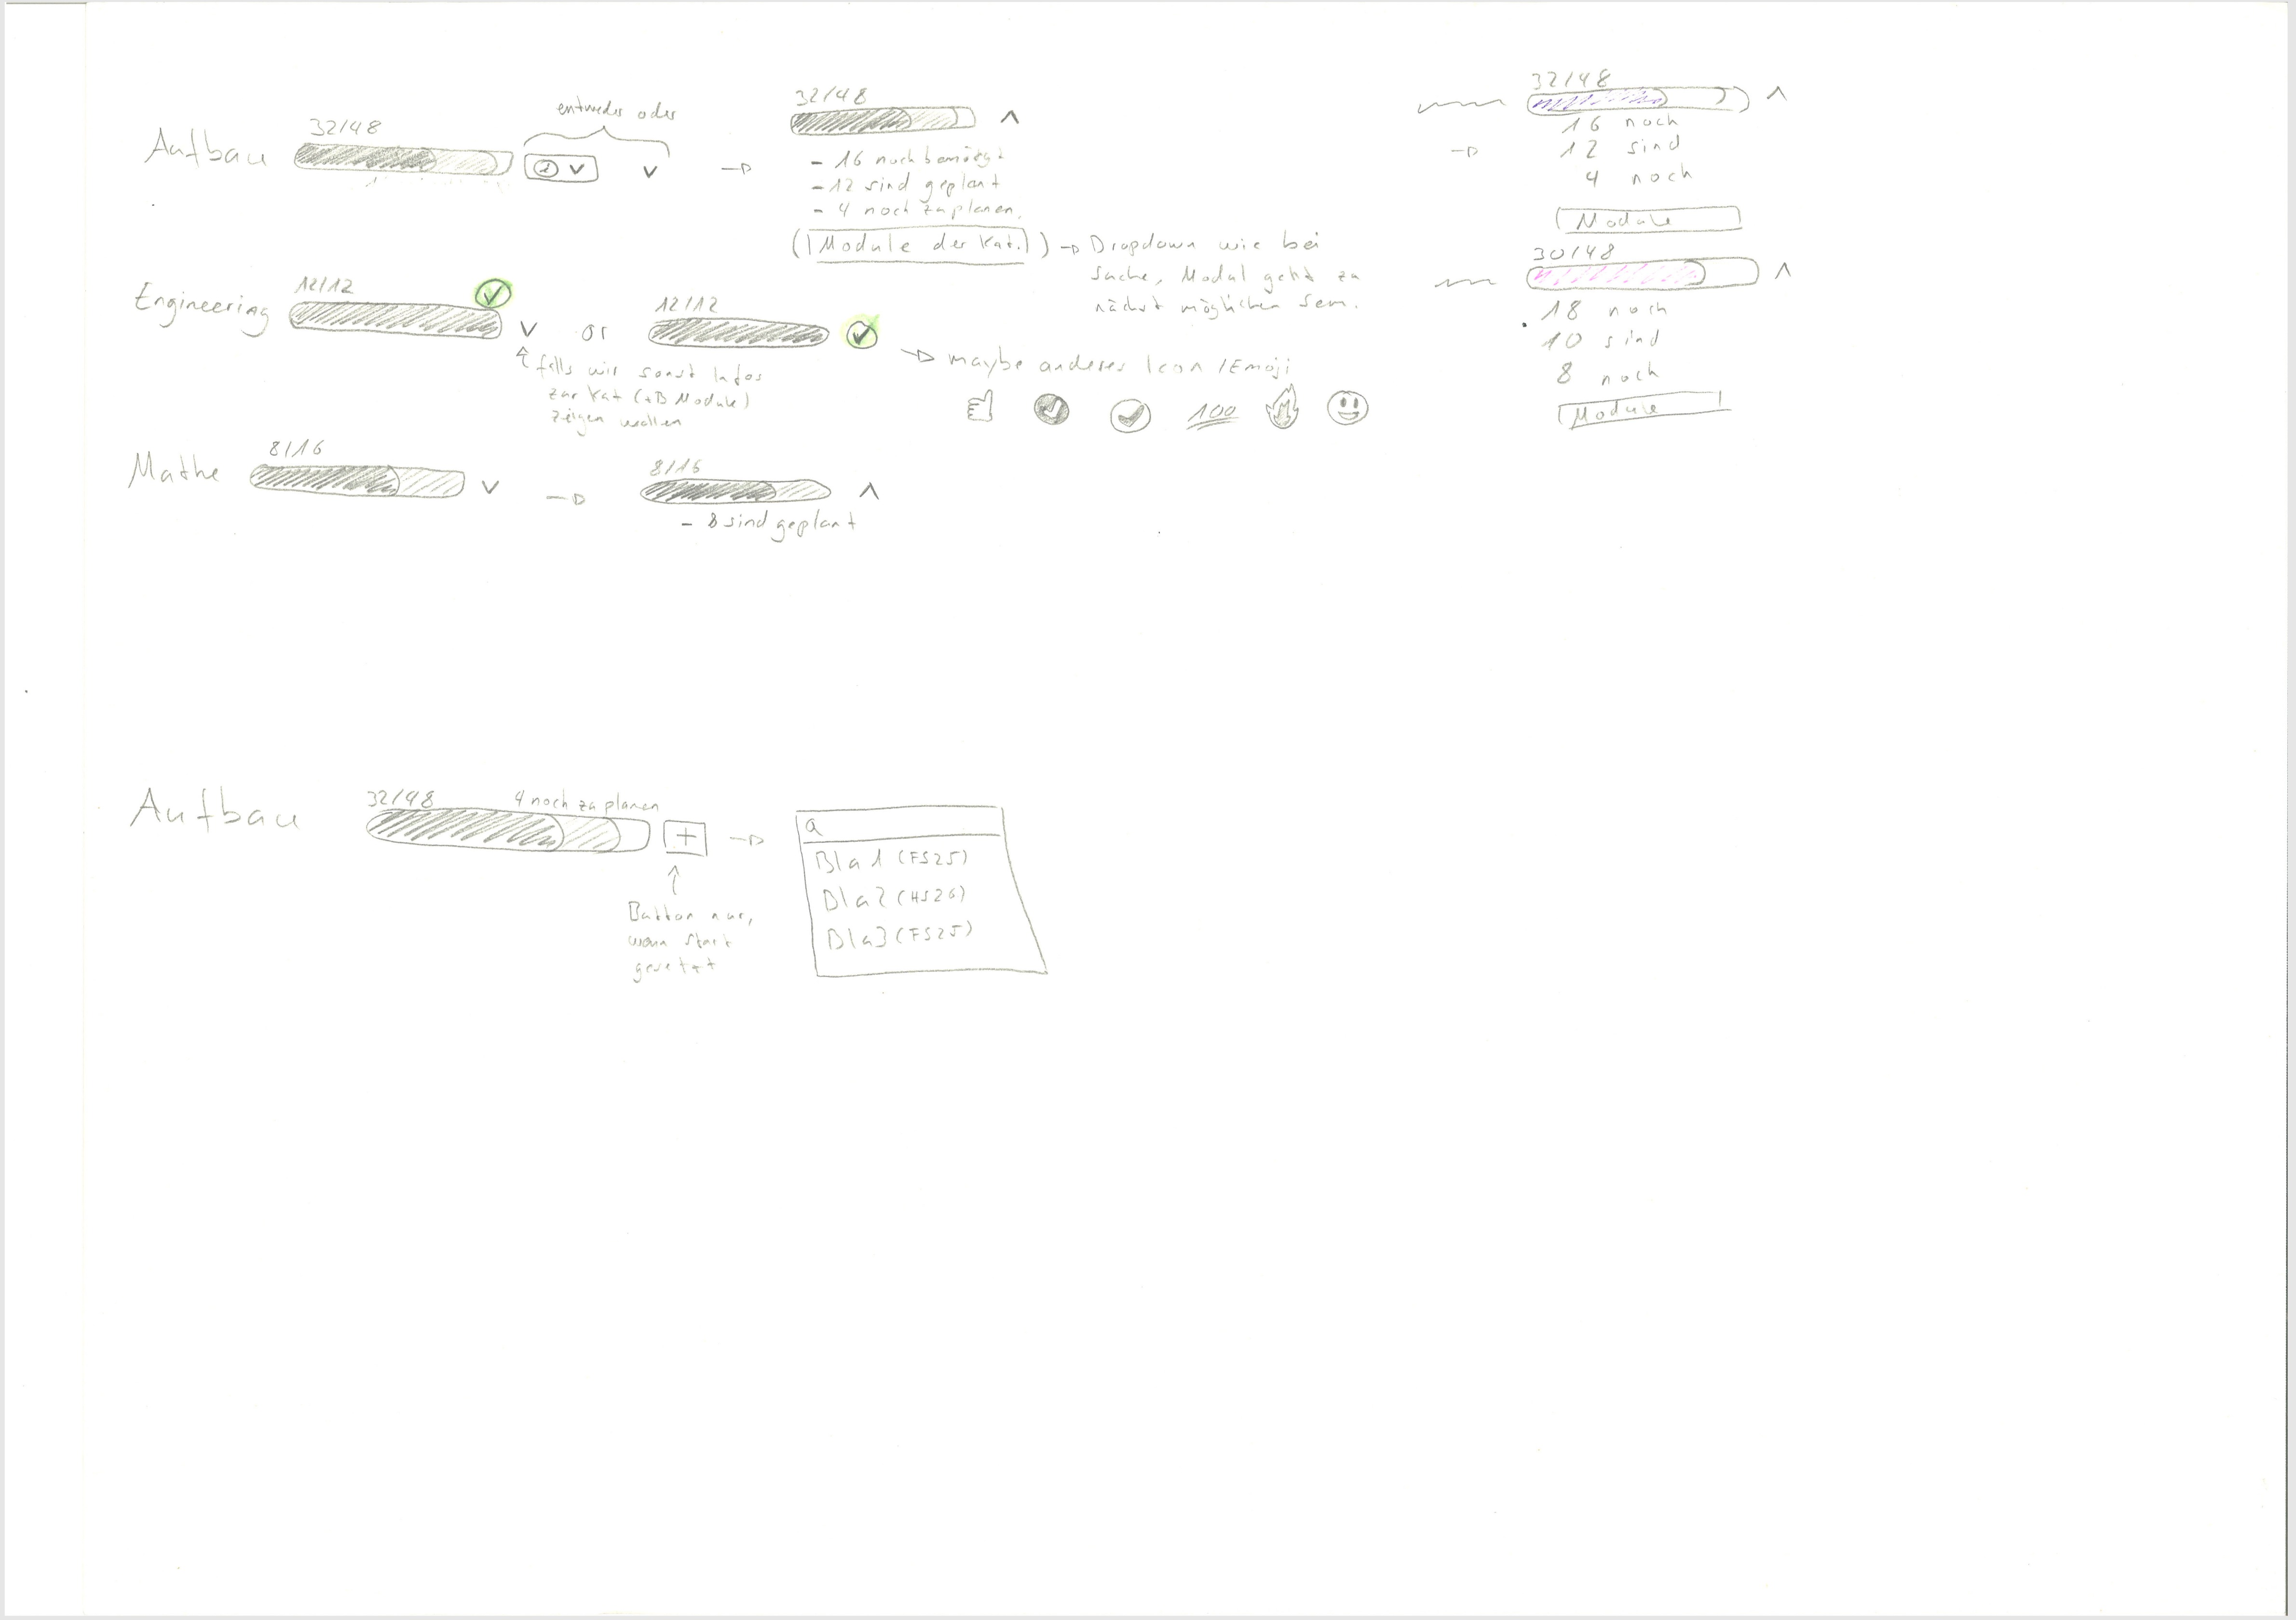 Aufbau
32/48
entweder oder
i v
v
32/48
- 16 noch benötigt
- 12 sind geplant
- 4 noch zu planen.
( | Module der Kat. | )
Dropdown wie bei
Suche, Modul geht zu
nächst möglichen Sem.
32/48
16 noch
12 sind
4 noch
Module
30/48
18 noch
10 sind
8 noch
Module
Engineering
12/12
v
or
12/12
falls wir sonst Infos
zur Kat (zB Module)
zeigen wollen
maybe anderes Icon / Emoji
100
Mathe
8/16
v
8/16
- 8 sind geplant
Aufbau
32/48
4 noch zu planen
+
Button nur,
wenn Start
gesetzt
Bla1 (FS25)
Bla2 (HS26)
Bla3 (FS25)